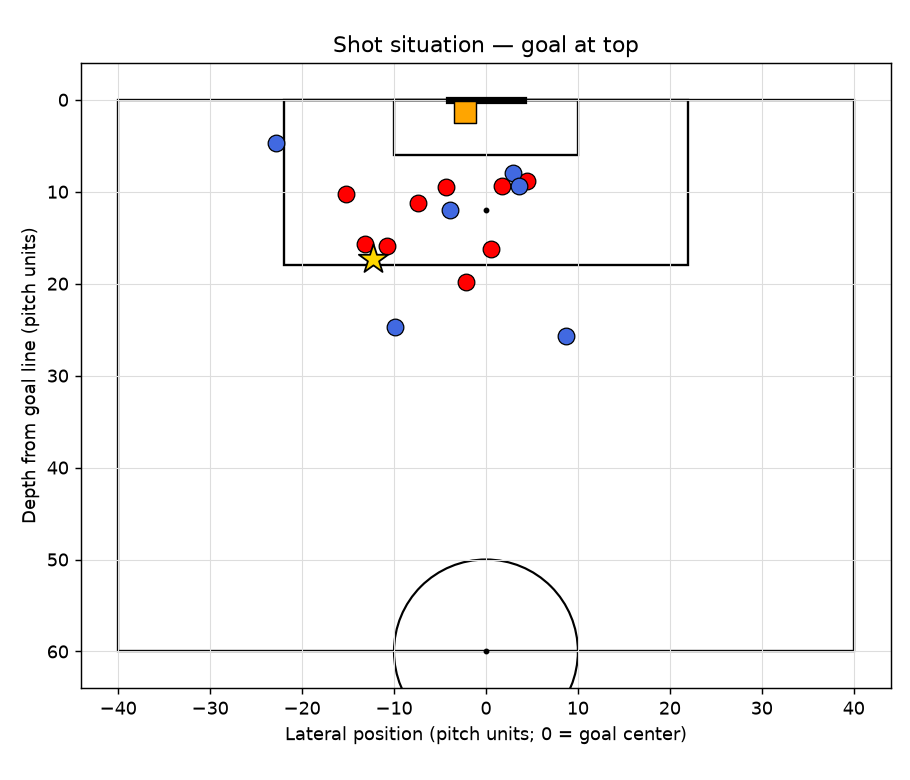 Shot situation — goal at top
0
10
20
30
40
50
60
Depth from goal line (pitch units)
−40 −30 −20 −10 0 10 20 30 40
Lateral position (pitch units; 0 = goal center)